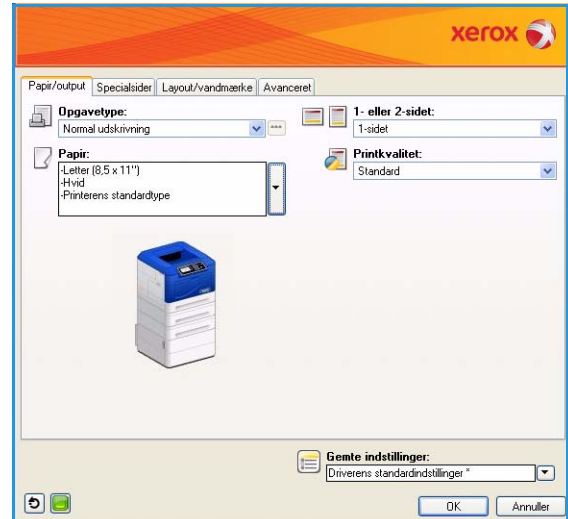 xerox
Papir/output Specialsider Layout/vandmærke Avanceret
Opgavetype:
Normal udskrivning
1- eller 2-sidet:
1-sidet
Papir:
-Letter (8,5 x 11")
-Hvid
-Printerens standardtype
Printkvalitet:
Standard
Gemte indstillinger:
Driverens standardindstillinger *
OK Annuller